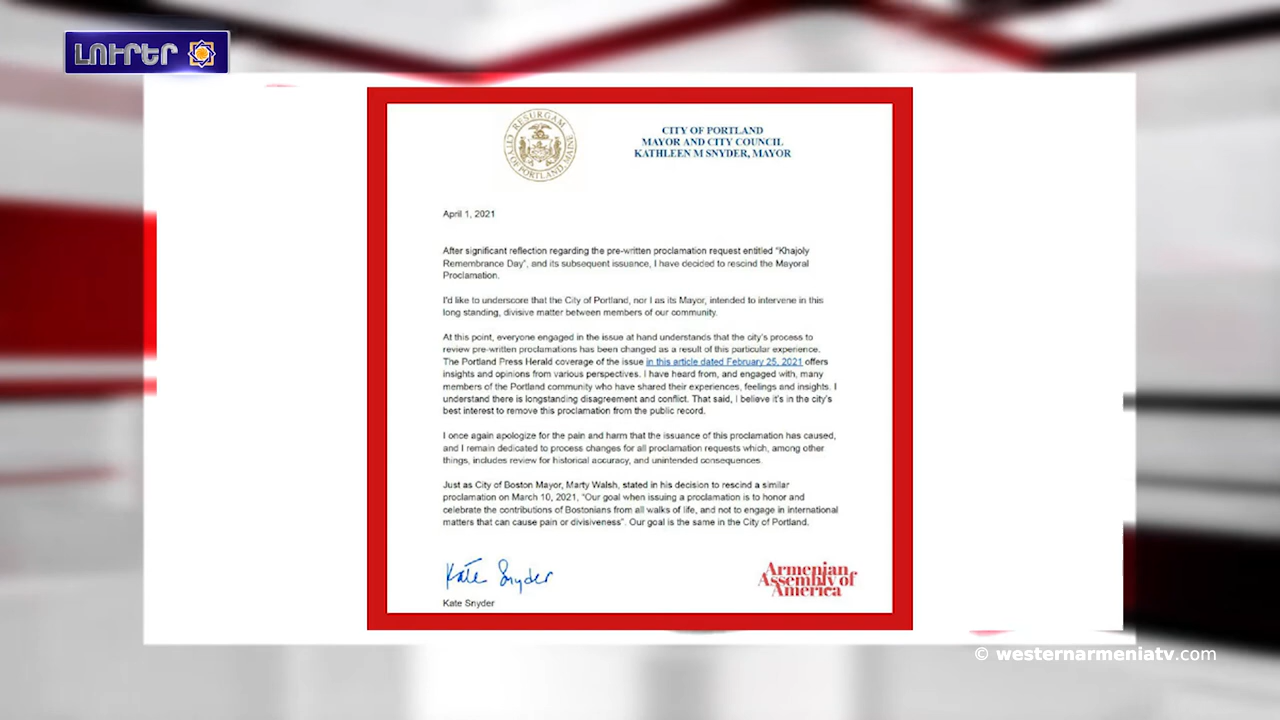 ԼՈՒՐԵՐ
RESURGAM
CITY OF PORTLAND, MAINE
CITY OF PORTLAND
MAYOR AND CITY COUNCIL
KATHLEEN M SNYDER, MAYOR
April 1, 2021
After significant reflection regarding the pre-written proclamation request entitled “Khajoly
Remembrance Day”, and its subsequent issuance, I have decided to rescind the Mayoral
Proclamation.
I’d like to underscore that the City of Portland, nor I as its Mayor, intended to intervene in this
long standing, divisive matter between members of our community.
At this point, everyone engaged in the issue at hand understands that the city’s process to
review pre-written proclamations has been changed as a result of this particular experience.
The Portland Press Herald coverage of the issue in this article dated February 25, 2021 offers
insights and opinions from various perspectives. I have heard from, and engaged with, many
members of the Portland community who have shared their experiences, feelings and insights. I
understand there is longstanding disagreement and conflict. That said, I believe it’s in the city’s
best interest to remove this proclamation from the public record.
I once again apologize for the pain and harm that the issuance of this proclamation has caused,
and I remain dedicated to process changes for all proclamation requests which, among other
things, includes review for historical accuracy, and unintended consequences.
Just as City of Boston Mayor, Marty Walsh, stated in his decision to rescind a similar
proclamation on March 10, 2021, “Our goal when issuing a proclamation is to honor and
celebrate the contributions of Bostonians from all walks of life, and not to engage in international
matters that can cause pain or divisiveness”. Our goal is the same in the City of Portland.
Kate Snyder
Kate Snyder
Armenian
Assembly of
America
© westernarmeniatv.com